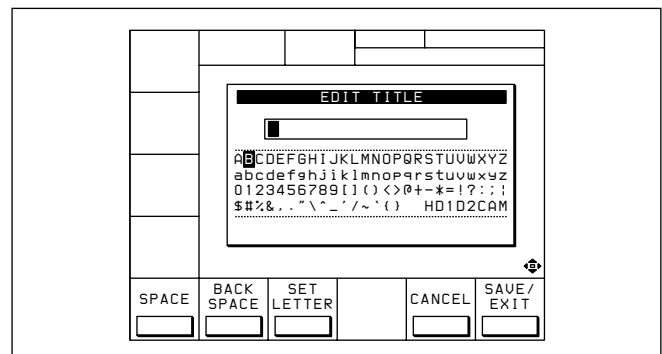 EDIT TITLE
ABCDEFGHIJKLMNOPQRSTUVWXYZ
abcdefghijklmnopqrstuvwxyz
0123456789[]()<>@+-*=!?:;¦
$#%&,."\^_'/~`{} HD1D2CAM
SPACE
BACK
SPACE
SET
LETTER
CANCEL
SAVE/
EXIT